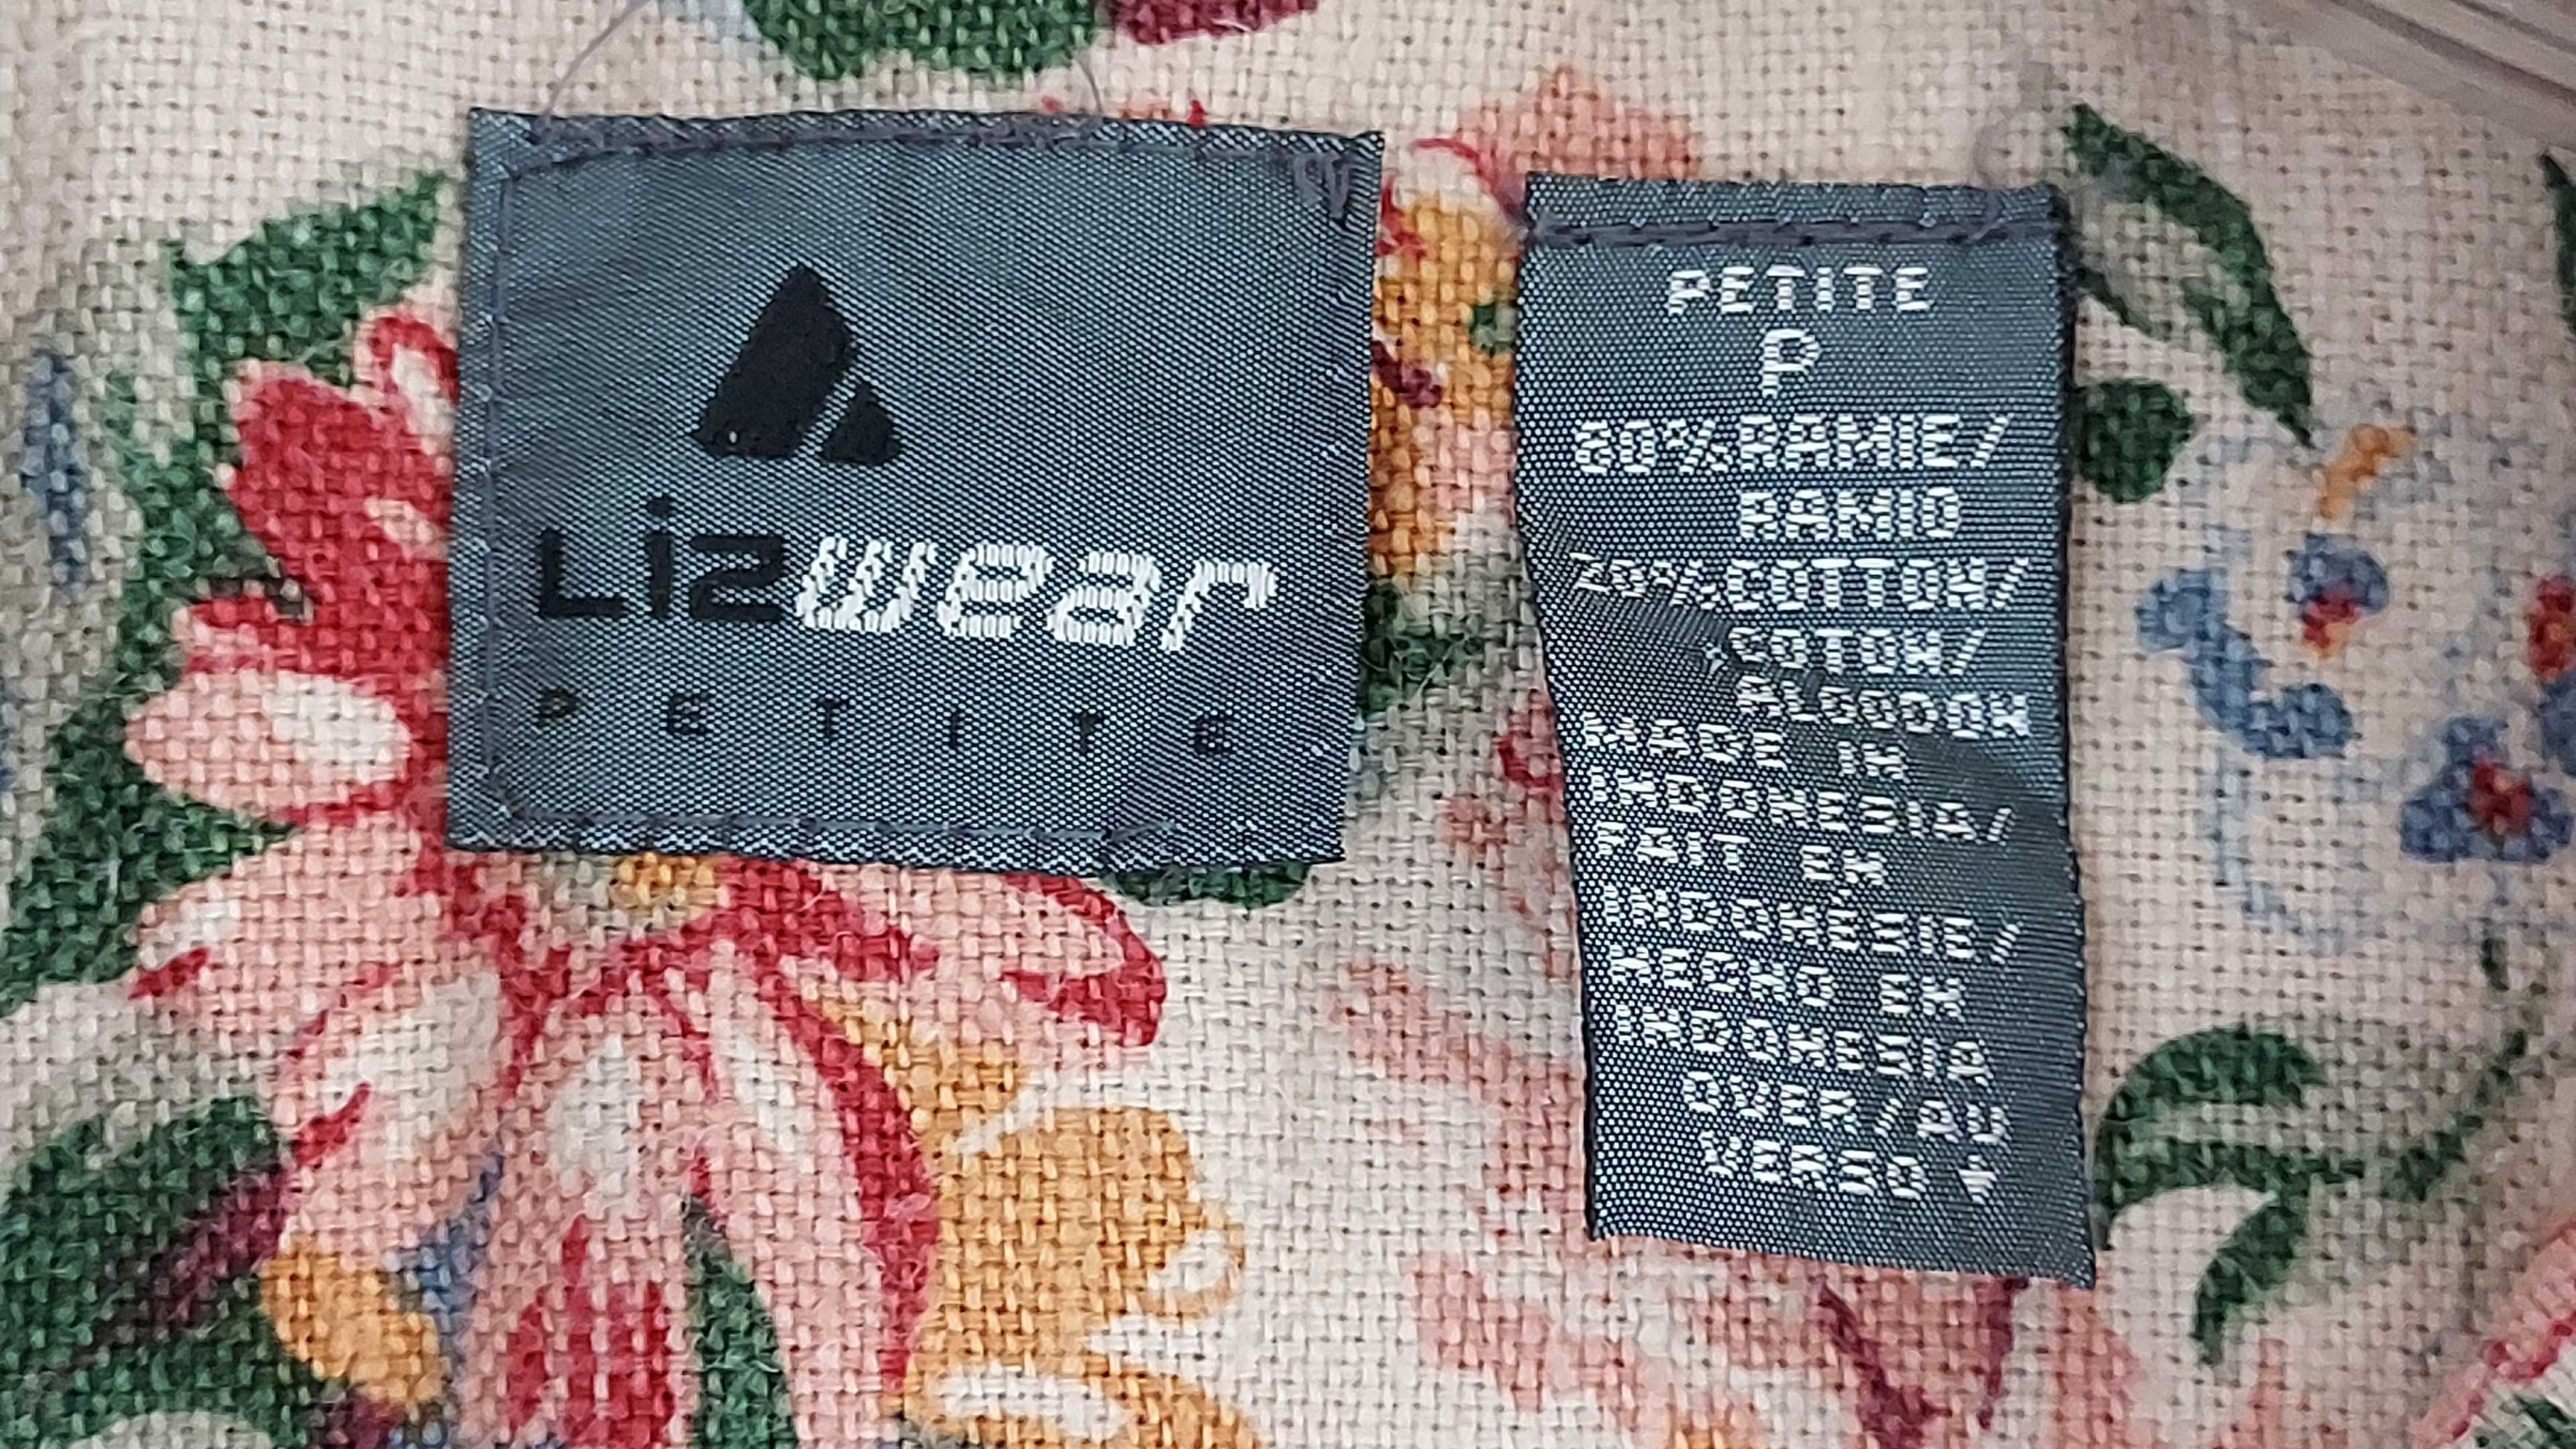 Lizwear
PETITE
PETITE
P
80%RAMIE/
RAMIO
20%COTTON/
COTON/
ALGODON
MADE IN
INDONESIA/
FAIT EN
INDONÉSIE/
HECHO EN
INDONESIA
OVER/AU
VERSO